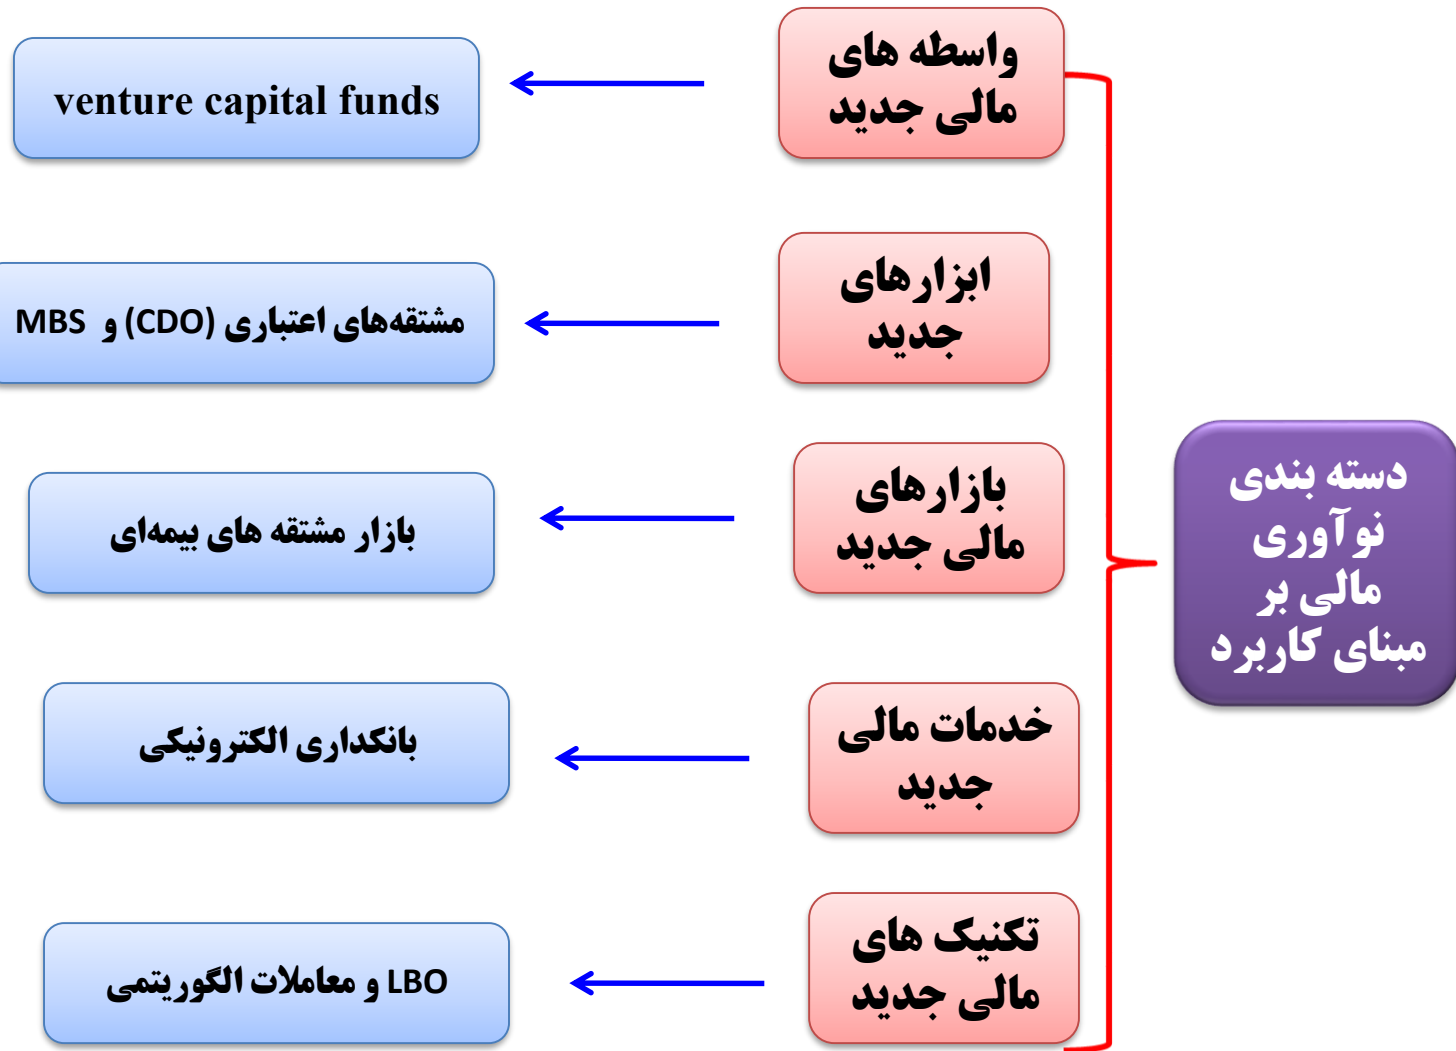 دسته بندی
نوآوری
مالی بر
مبنای کاربرد
واسطه های
مالی جدید
venture capital funds
ابزارهای
جدید
مشتقه‌های اعتباری (CDO) و MBS
بازارهای
مالی جدید
بازار مشتقه های بیمه‌ای
خدمات مالی
جدید
بانکداری الکترونیکی
تکنیک های
مالی جدید
LBO و معاملات الگوریتمی